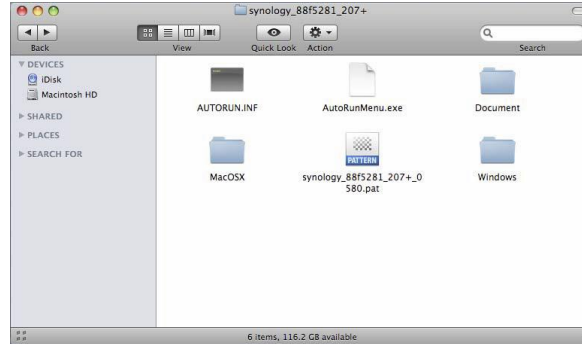 synology_88f5281_207+
Back
View
Quick Look
Action
Search
DEVICES
iDisk
Macintosh HD
SHARED
PLACES
SEARCH FOR
AUTORUN.INF
AutoRunMenu.exe
Document
MacOSX
PATTERN
synology_88f5281_207+_0
580.pat
Windows
6 items, 116.2 GB available